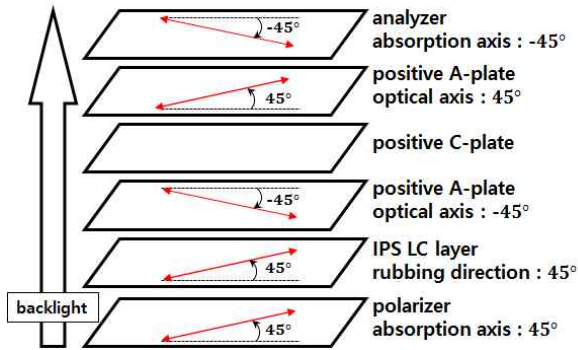 -45°
analyzer
absorption axis : -45°
45°
positive A-plate
optical axis : 45°
positive C-plate
-45°
positive A-plate
optical axis : -45°
45°
IPS LC layer
rubbing direction : 45°
backlight
45°
polarizer
absorption axis : 45°